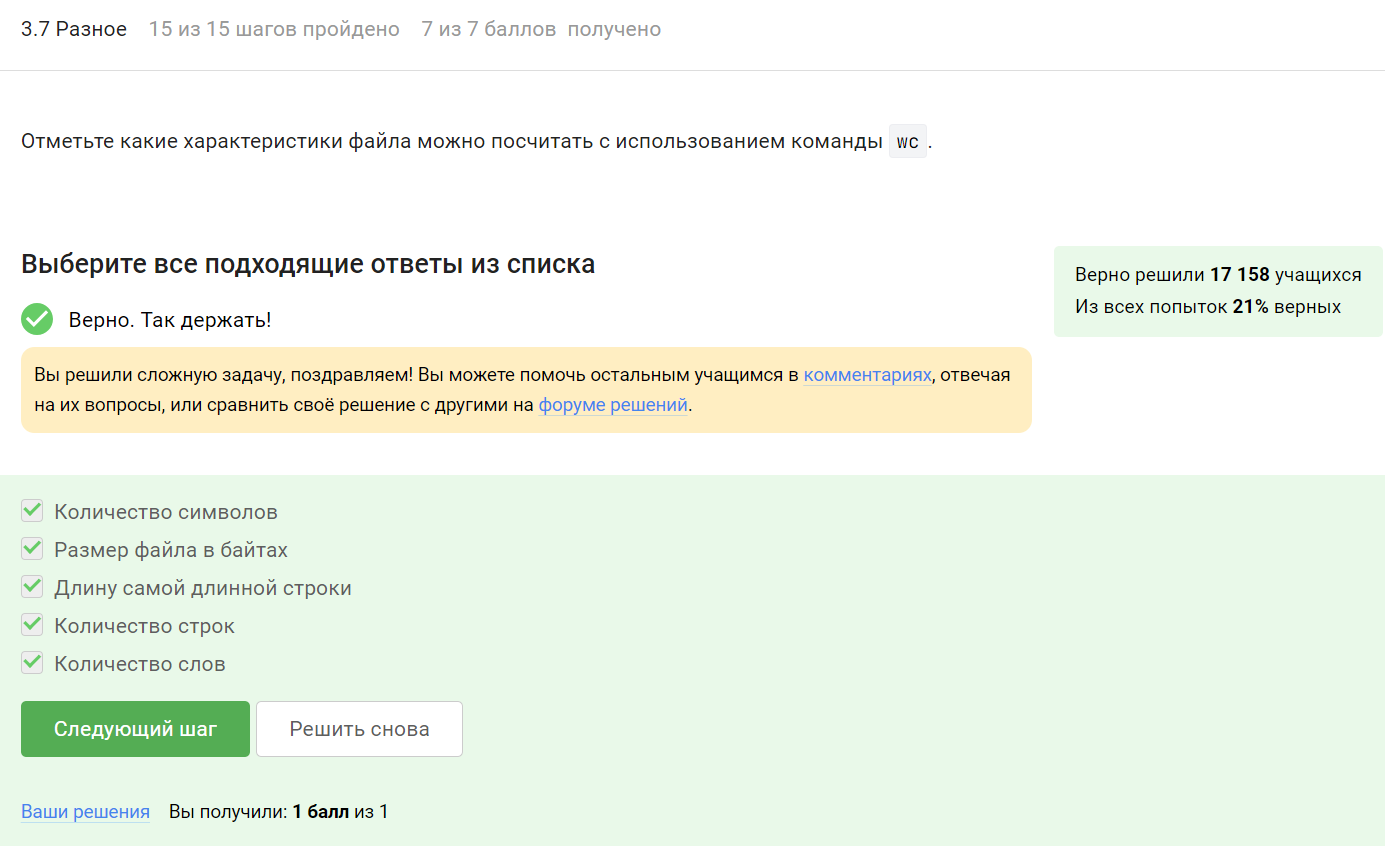 3.7 Разное 15 из 15 шагов пройдено 7 из 7 баллов получено
Отметьте какие характеристики файла можно посчитать с использованием команды wc.
Выберите все подходящие ответы из списка
Верно решили 17 158 учащихся
Из всех попыток 21% верных
Верно. Так держать!
Вы решили сложную задачу, поздравляем! Вы можете помочь остальным учащимся в комментариях, отвечая
на их вопросы, или сравнить своё решение с другими на форуме решений.
Количество символов
Размер файла в байтах
Длину самой длинной строки
Количество строк
Количество слов
Следующий шаг Решить снова
Ваши решения Вы получили: 1 балл из 1